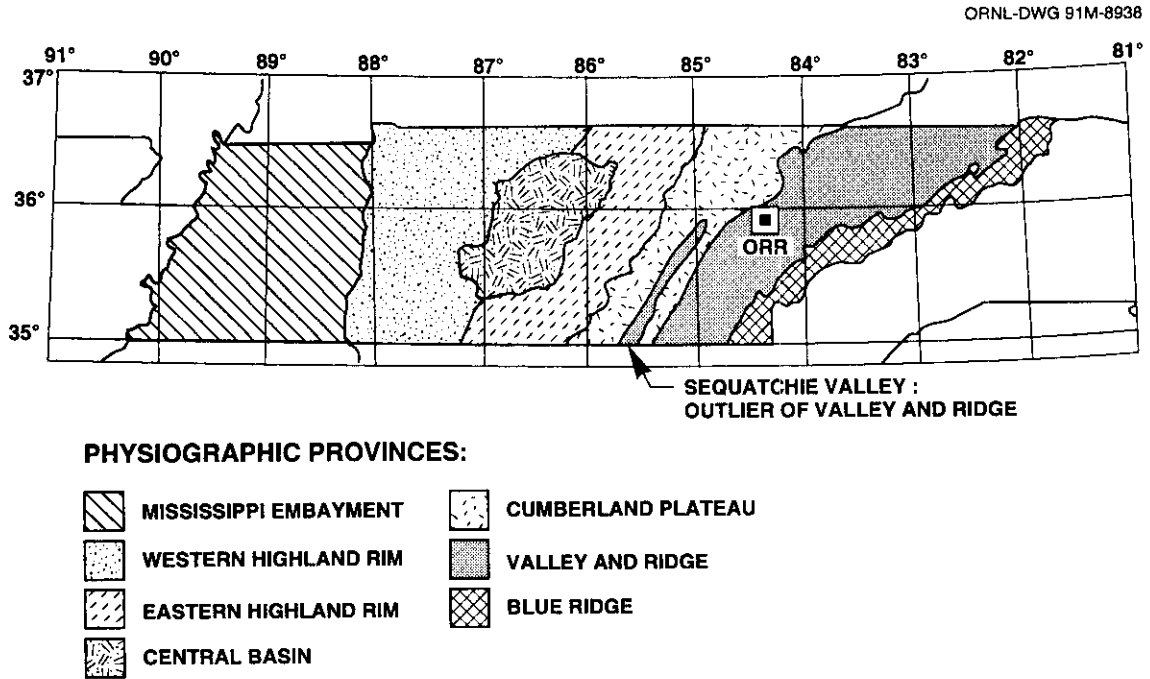 ORNL-DWG 91M-8938
91° 90° 89° 88° 87° 86° 85° 84° 83° 82° 81°
37°
36°
ORR
35°
SEQUATCHIE VALLEY :
OUTLIER OF VALLEY AND RIDGE
PHYSIOGRAPHIC PROVINCES:
MISSISSIPPI EMBAYMENT
WESTERN HIGHLAND RIM
EASTERN HIGHLAND RIM
CENTRAL BASIN
CUMBERLAND PLATEAU
VALLEY AND RIDGE
BLUE RIDGE